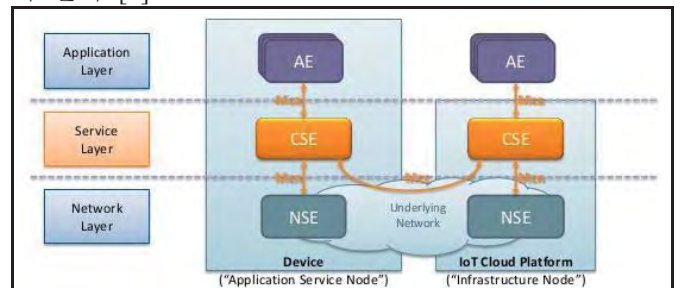 Application
Layer
AE
AE
Mca
Mca
Service
Layer
CSE
CSE
Mcn
Mcc
Mcn
Network
Layer
NSE
Underlying
Network
NSE
Device
IoT Cloud Platform
("Application Service Node")
("Infrastructure Node")